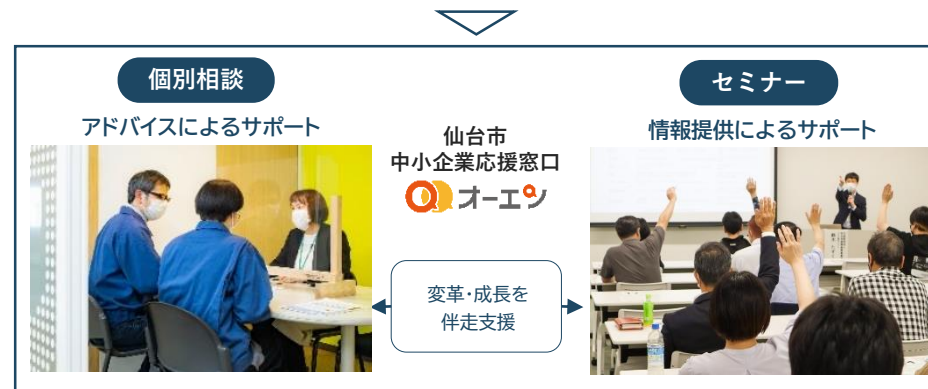 個別相談
アドバイスによるサポート
仙台市
中小企業応援窓口
オーエン
変革・成長を
伴走支援
セミナー
情報提供によるサポート